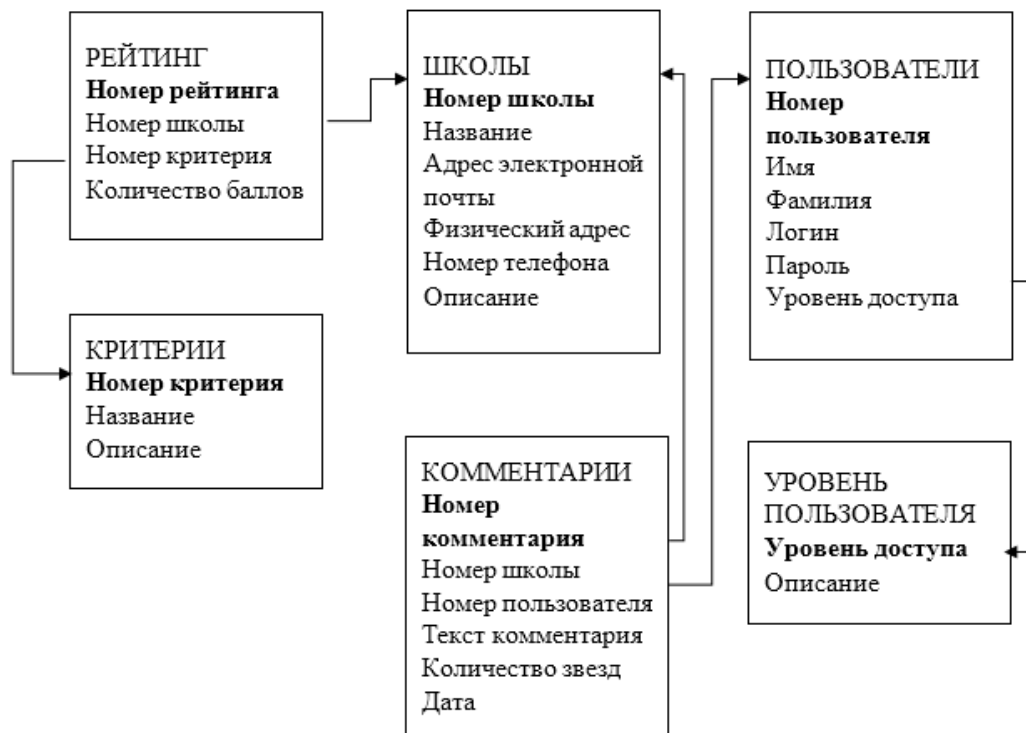 РЕЙТИНГ
Номер рейтинга
Номер школы
Номер критерия
Количество баллов
ШКОЛЫ
Номер школы
Название
Адрес электронной
почты
Физический адрес
Номер телефона
Описание
ПОЛЬЗОВАТЕЛИ
Номер
пользователя
Имя
Фамилия
Логин
Пароль
Уровень доступа
КРИТЕРИИ
Номер критерия
Название
Описание
КОММЕНТАРИИ
Номер
комментария
Номер школы
Номер пользователя
Текст комментария
Количество звезд
Дата
УРОВЕНЬ
ПОЛЬЗОВАТЕЛЯ
Уровень доступа
Описание